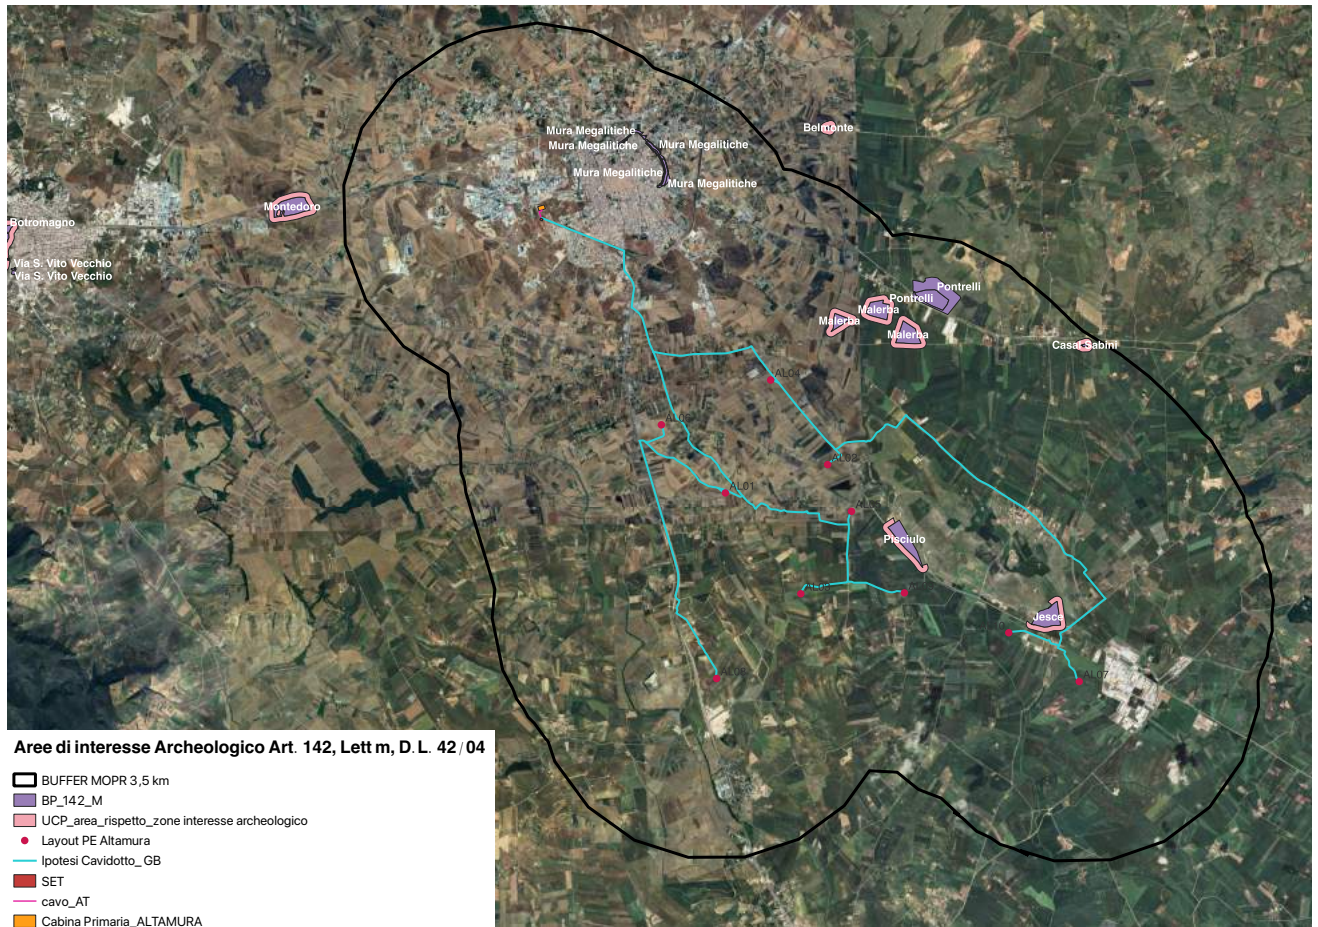 Belmonte
Mura Megalitiche
Mura Megalitiche
Mura Megalitiche
Mura Megalitiche
Mura Megalitiche
Montedoro
Botromagno
Via S. Vito Vecchio
Via S. Vito Vecchio
Pontrelli
Pontrelli
Malerba
Malerba
Malerba
Casal Sabini
AL04
AL01
Pisciulo
Jesce
AL07
Aree di interesse Archeologico Art. 142, Lett m, D.L. 42/04
BUFFER MOPR 3,5 km
BP_142_M
UCP_area_rispetto_zone interesse archeologico
Layout PE Altamura
Ipotesi Cavidotto_GB
SET
cavo_AT
Cabina Primaria_ALTAMURA